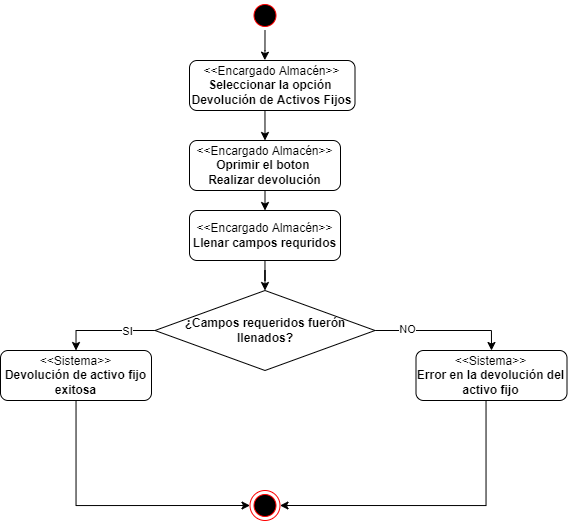 <<Encargado Almacén>>
Seleccionar la opción
Devolución de Activos Fijos
<<Encargado Almacén>>
Oprimir el boton
Realizar devolución
<<Encargado Almacén>>
Llenar campos requridos
¿Campos requeridos fuerón
llenados?
SI
NO
<<Sistema>>
Devolución de activo fijo
exitosa
<<Sistema>>
Error en la devolución del
activo fijo